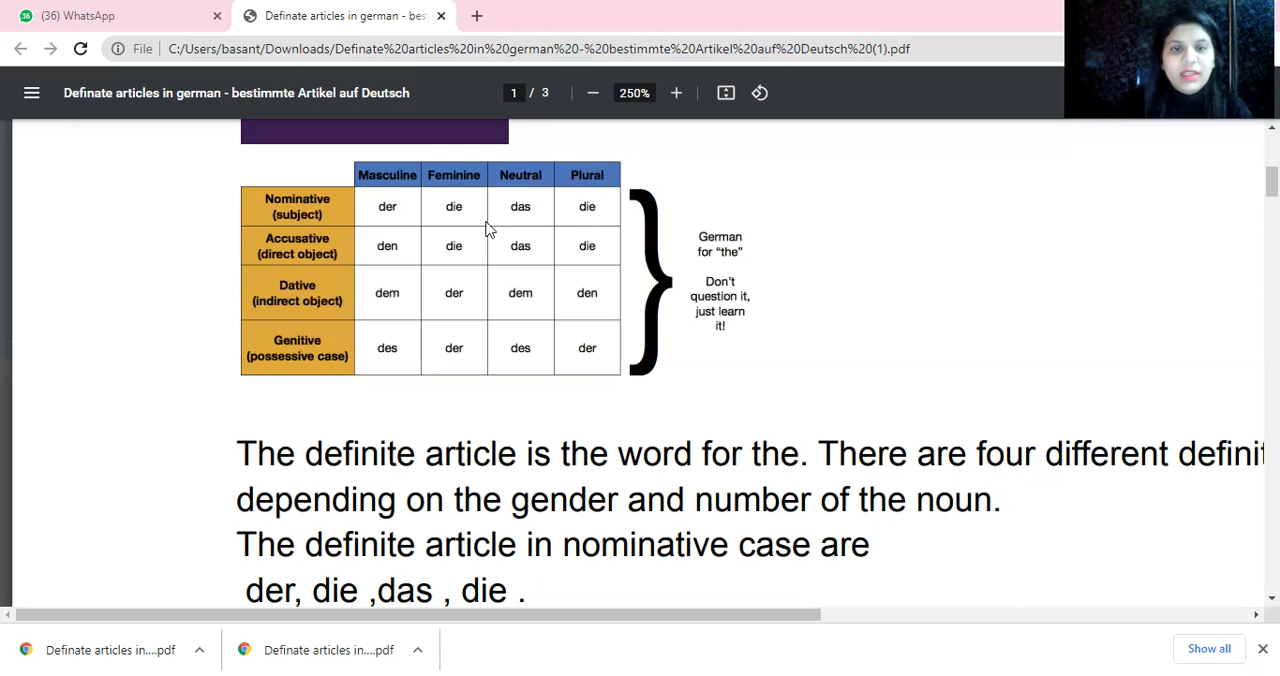 36 (36) WhatsApp
Definate articles in german - bes
File C:/Users/basant/Downloads/Definate%20articles%20in%20german%20-%20bestimmte%20Artikel%20auf%20Deutsch%20(1).pdf
Definate articles in german - bestimmte Artikel auf Deutsch
1 / 3
250%
Masculine Feminine Neutral Plural
Nominative
(subject)
der die das die
Accusative
(direct object)
den die das die
Dative
(indirect object)
dem der dem den
Genitive
(possessive case)
des der des der
German
for "the"
Don't
question it,
just learn
it!
The definite article is the word for the. There are four different definit
depending on the gender and number of the noun.
The definite article in nominative case are
der, die ,das , die .
Definate articles in....pdf
Definate articles in....pdf
Show all